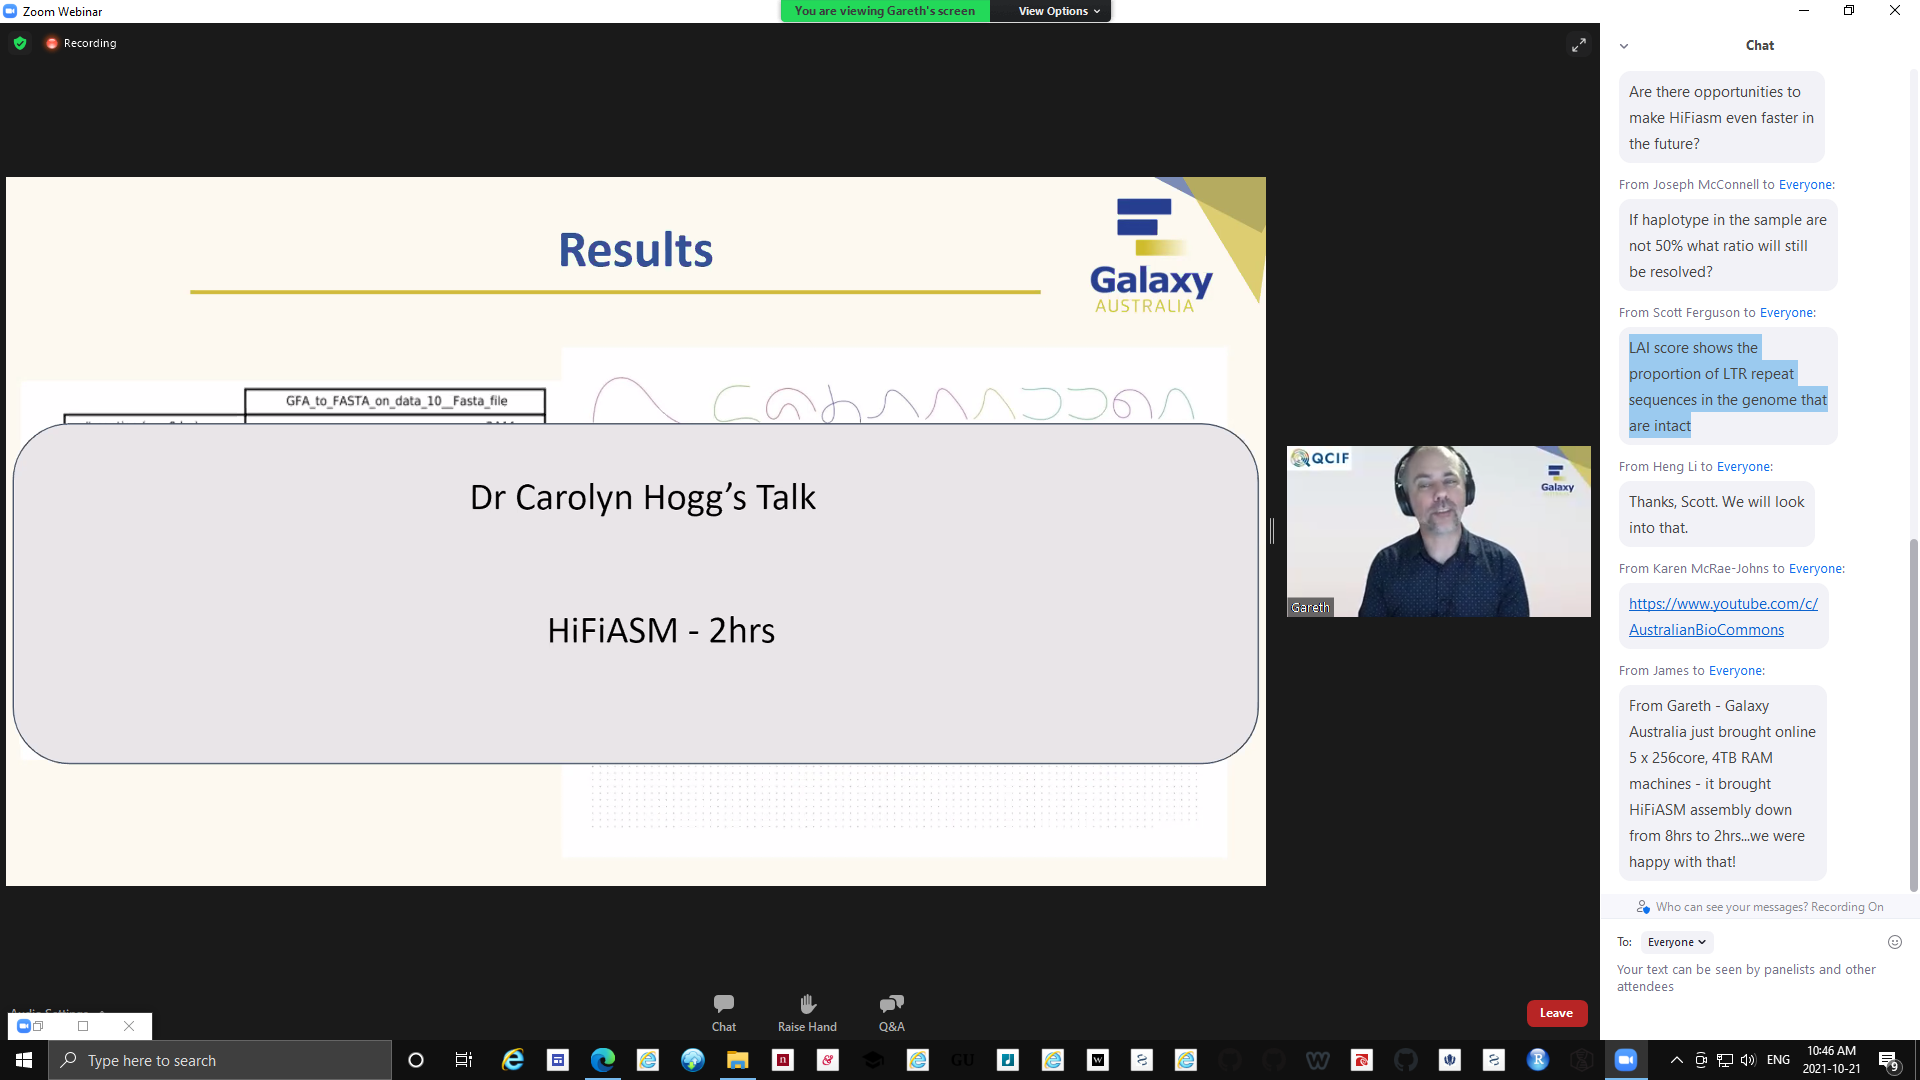 Zoom Webinar
You are viewing Gareth's screen
View Options
Recording
Results
Galaxy
AUSTRALIA
GFA_to_FASTA_on_data_10__Fasta_file
Dr Carolyn Hogg’s Talk
HiFiASM - 2hrs
QCIF
Galaxy
Gareth
Chat
Are there opportunities to
make HiFiasm even faster in
the future?
From Joseph McConnell to Everyone:
If haplotype in the sample are
not 50% what ratio will still
be resolved?
From Scott Ferguson to Everyone:
LAI score shows the
proportion of LTR repeat
sequences in the genome that
are intact
From Heng Li to Everyone:
Thanks, Scott. We will look
into that.
From Karen McRae-Johns to Everyone:
https://www.youtube.com/c/
AustralianBioCommons
From James to Everyone:
From Gareth - Galaxy
Australia just brought online
5 x 256core, 4TB RAM
machines - it brought
HiFiASM assembly down
from 8hrs to 2hrs...we were
happy with that!
Who can see your messages? Recording On
To: Everyone
Your text can be seen by panelists and other
attendees
Chat
Raise Hand
Q&A
Leave
Type here to search
GU
ENG
10:46 AM
2021-10-21
9